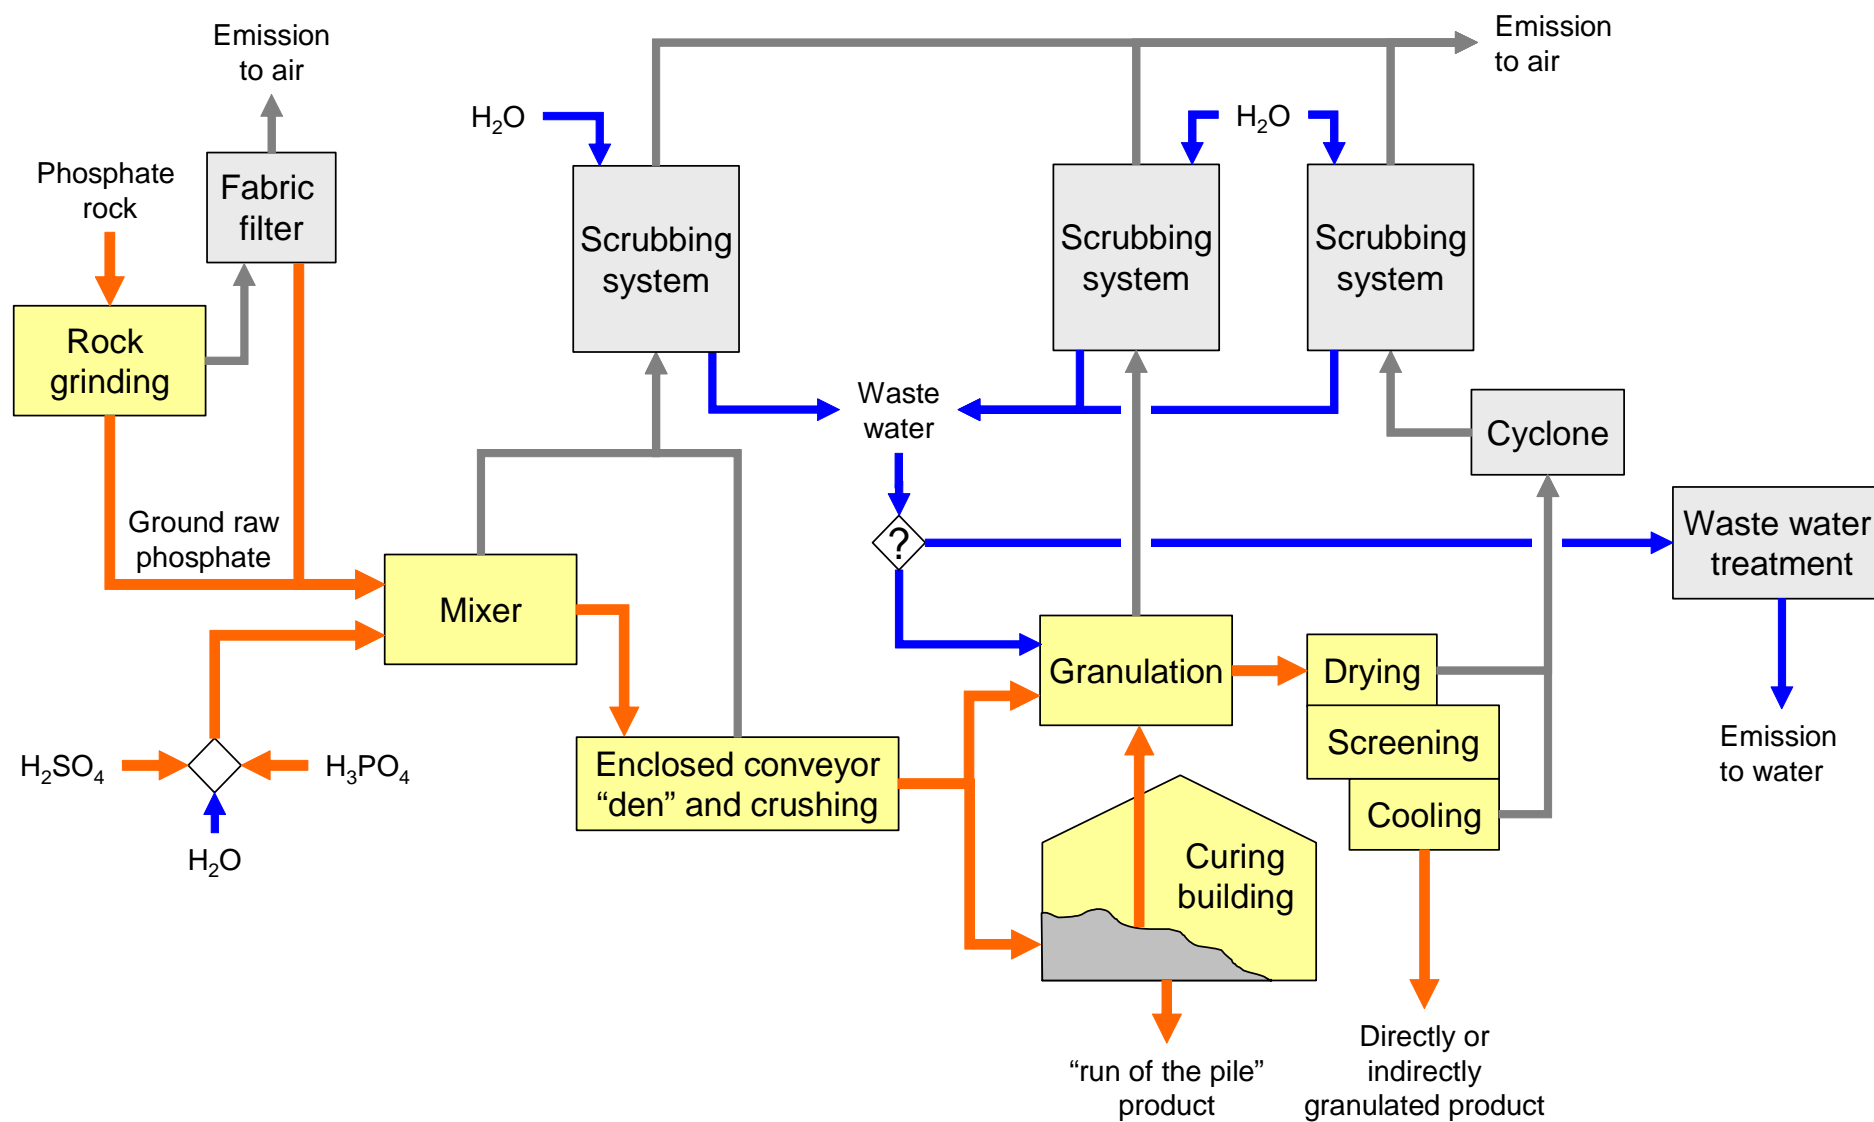 Emission
to air
Emission
to air
H₂O
H₂O
Phosphate
rock
Fabric
filter
Scrubbing
system
Scrubbing
system
Scrubbing
system
Rock
grinding
Waste
water
Cyclone
Ground raw
phosphate
?
Waste water
treatment
Mixer
Granulation
Drying
Screening
Cooling
Emission
to water
H₂SO₄
H₃PO₄
H₂O
Enclosed conveyor
“den” and crushing
Curing
building
“run of the pile”
product
Directly or
indirectly
granulated product